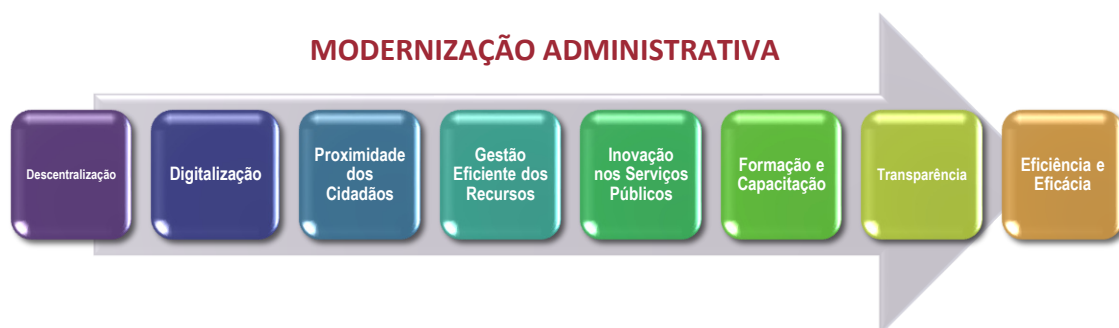 MODERNIZAÇÃO ADMINISTRATIVA
Descentralização
Digitalização
Proximidade
dos
Cidadãos
Gestão
Eficiente dos
Recursos
Inovação
nos Serviços
Públicos
Formação e
Capacitação
Transparência
Eficiência e
Eficácia